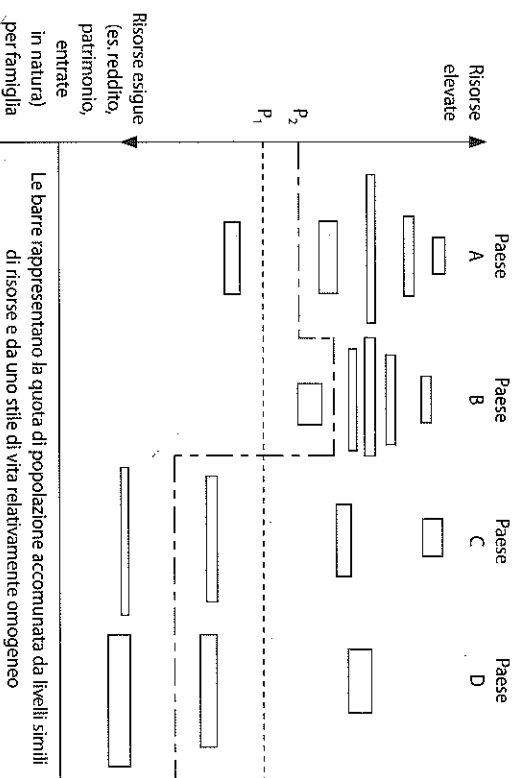 Paese
A
Paese
B
Paese
C
Paese
D
Risorse
elevate
P2
P1
Risorse esigue
(es. reddito,
patrimonio,
entrate
in natura)
per famiglia
Le barre rappresentano la quota di popolazione accomunata da livelli simili
di risorse e da uno stile di vita relativamente omogeneo